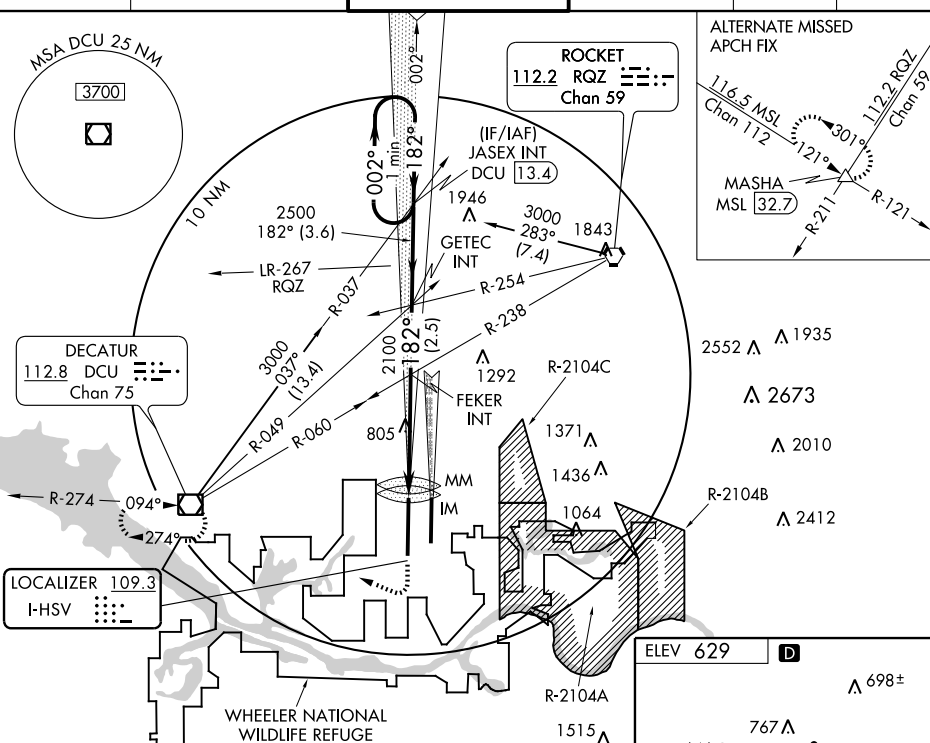 MSA DCU 25 NM
3700
ROCKET
112.2 RQZ
Chan 59
ALTERNATE MISSED
APCH FIX
116.5 MSL
Chan 112
112.2 RQZ
Chan 59
301°
121°
MASHA
MSL 32.7
R-211
R-121
002°
182°
002°
1 min
(IF/IAF)
JASEX INT
DCU 13.4
10 NM
1946
3000
283°
(7.4)
1843
2500
182° (3.6)
GETEC
INT
LR-267
RQZ
R-037
R-254
R-238
2100
182°
(2.5)
3000
037°
(13.4)
DECATUR
112.8 DCU
Chan 75
R-049
R-060
1292
FEKER
INT
805
R-2104C
2552
1935
2673
1371
2010
1436
R-2104B
1064
2412
MM
IM
R-274
094°
274°
LOCALIZER 109.3
I-HSV
ELEV 629 D
698±
R-2104A
767
WHEELER NATIONAL
WILDLIFE REFUGE
1515